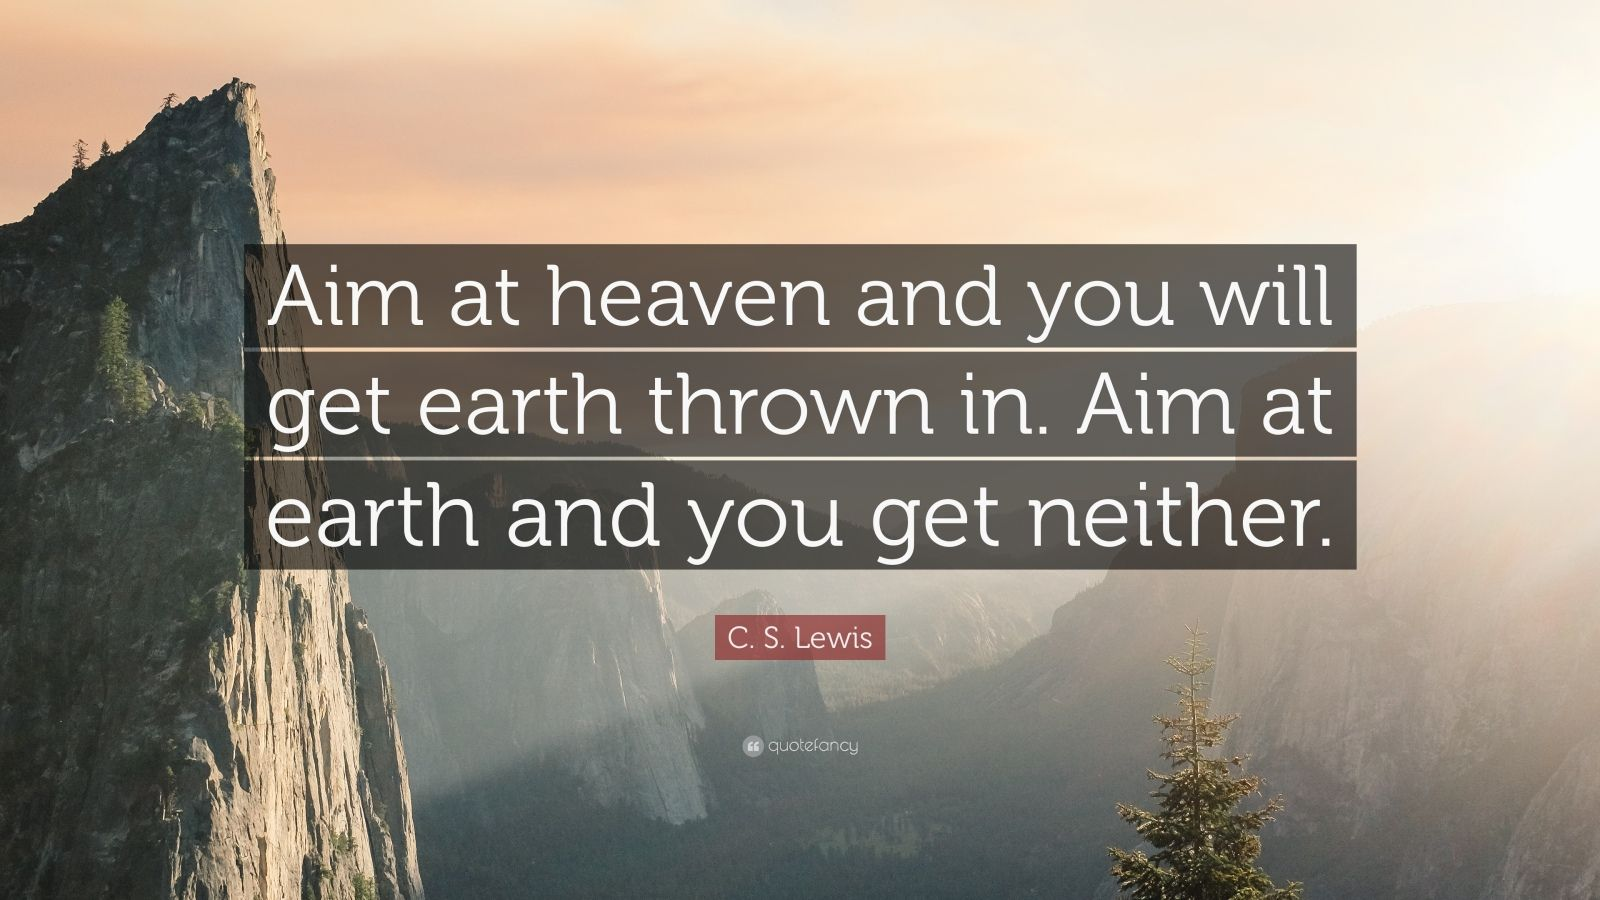 Aim at heaven and you will
get earth thrown in. Aim at
earth and you get neither.
C. S. Lewis
quotefancy